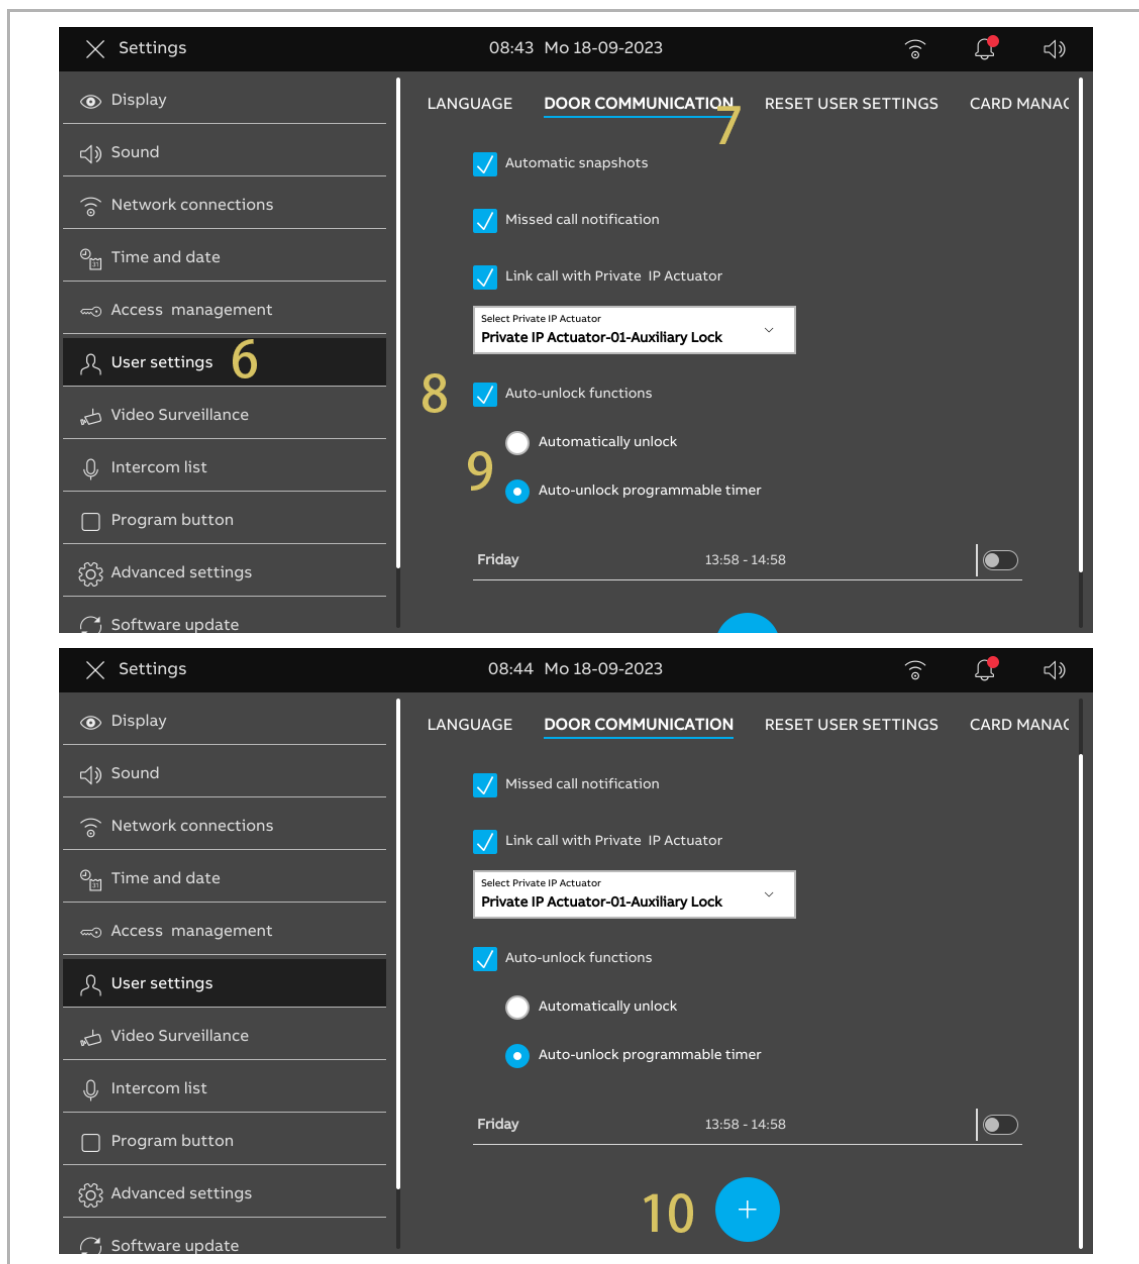 Settings 08:43 Mo 18-09-2023
Display
Sound
Network connections
Time and date
Access management
User settings 6
Video Surveillance
Intercom list
Program button
Advanced settings
Software update
LANGUAGE DOOR COMMUNICATION RESET USER SETTINGS CARD MANAC
7
Automatic snapshots
Missed call notification
Link call with Private IP Actuator
Select Private IP Actuator
Private IP Actuator-01-Auxiliary Lock
8 Auto-unlock functions
Automatically unlock
9
Auto-unlock programmable timer
Friday 13:58 - 14:58
Settings 08:44 Mo 18-09-2023
Display
Sound
Network connections
Time and date
Access management
User settings
Video Surveillance
Intercom list
Program button
Advanced settings
Software update
LANGUAGE DOOR COMMUNICATION RESET USER SETTINGS CARD MANAC
Missed call notification
Link call with Private IP Actuator
Select Private IP Actuator
Private IP Actuator-01-Auxiliary Lock
Auto-unlock functions
Automatically unlock
Auto-unlock programmable timer
Friday 13:58 - 14:58
10 +